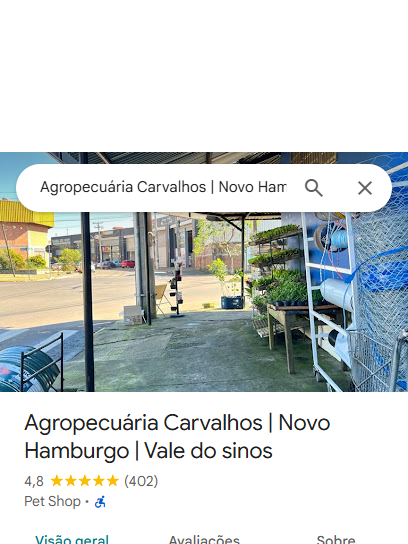 Agropecuária Carvalhos | Novo Ham
Agropecuária Carvalhos | Novo
Hamburgo | Vale do sinos
4,8 (402)
Pet Shop ·
Visão geral Avaliações Sobre